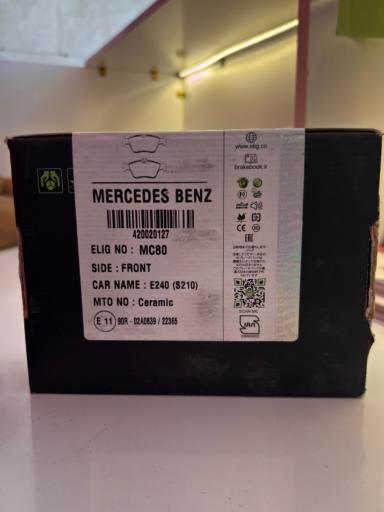 www.elig.co
brakebook.ir
MERCEDES BENZ
420020127
ELIG NO : MC80
SIDE : FRONT
CAR NAME : E240 (S210)
MTO NO : Ceramic
E 11 90R - 02A0839 / 22365
SCAN ME